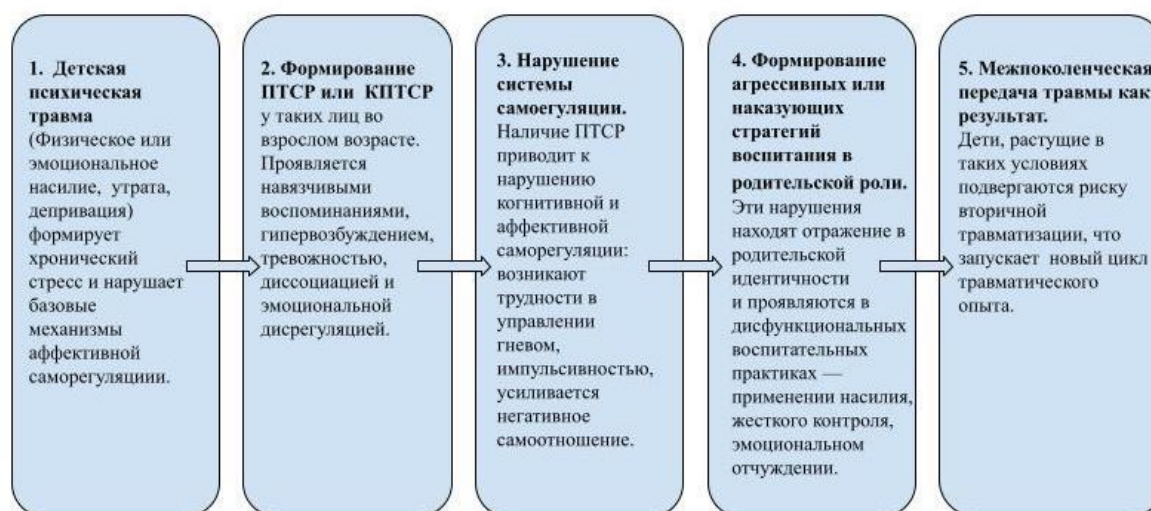 1. Детская
психическая
травма
(Физическое или
эмоциональное
насилие, утрата,
депривация)
формирует
хронический
стресс и нарушает
базовые
механизмы
аффективной
саморегуляциии.
2. Формирование
ПТСР или КПТСР
у таких лиц во
взрослом возрасте.
Проявляется
навязчивыми
воспоминаниями,
гипервозбуждением,
тревожностью,
диссоциацией и
эмоциональной
дисрегуляцией.
3. Нарушение
системы
самоегуляции.
Наличие ПТСР
приводит к
нарушению
когнитивной и
аффективной
саморегуляции:
возникают
трудности в
управлении
гневом,
импульсивностью,
усиливается
негативное
самоотношение.
4. Формирование
агрессивных или
наказующих
стратегий
воспитания в
родительской роли.
Эти нарушения
находят отражение в
родительской
идентичности
и проявляются в
дисфункциональных
воспитательных
практиках —
применении насилия,
жесткого контроля,
эмоциональном
отчуждении.
5. Межпоколенческая
передача травмы как
результат.
Дети, растущие в
таких условиях
подвергаются риску
вторичной
травматизации, что
запускает новый цикл
травматического
опыта.